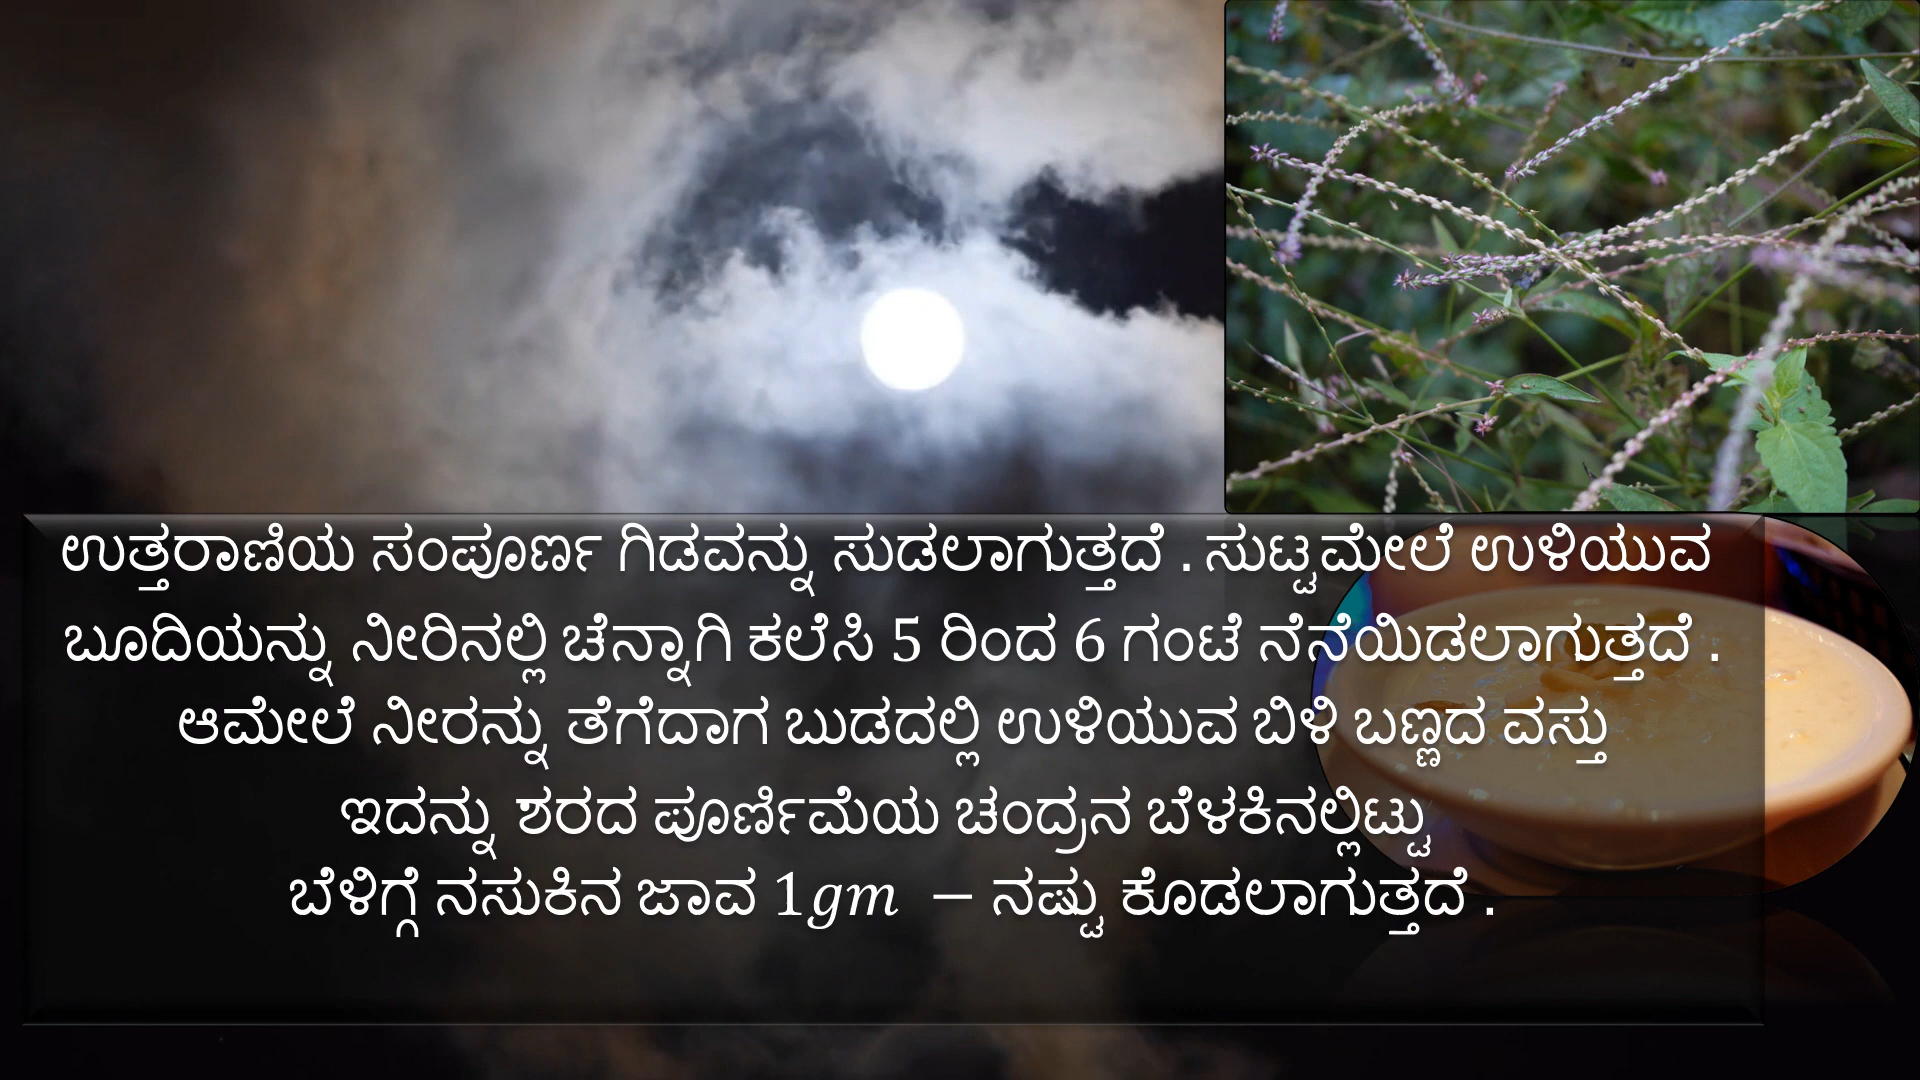 ಉತ್ತರಾಣಿಯ ಸಂಪೂರ್ಣ ಗಿಡವನ್ನು ಸುಡಲಾಗುತ್ತದೆ . ಸುಟ್ಟಮೇಲೆ ಉಳಿಯುವ
ಬೂದಿಯನ್ನು ನೀರಿನಲ್ಲಿ ಚೆನ್ನಾಗಿ ಕಲೆಸಿ 5 ರಿಂದ 6 ಗಂಟೆ ನೆನೆಯಿಡಲಾಗುತ್ತದೆ .
ಆಮೇಲೆ ನೀರನ್ನು ತೆಗೆದಾಗ ಬುಡದಲ್ಲಿ ಉಳಿಯುವ ಬಿಳಿ ಬಣ್ಣದ ವಸ್ತು
ಇದನ್ನು ಶರದ ಪೂರ್ಣಿಮೆಯ ಚಂದ್ರನ ಬೆಳಕಿನಲ್ಲಿಟ್ಟು
ಬೆಳಿಗ್ಗೆ ನಸುಕಿನ ಜಾವ 1gm – ನಷ್ಟು ಕೊಡಲಾಗುತ್ತದೆ .